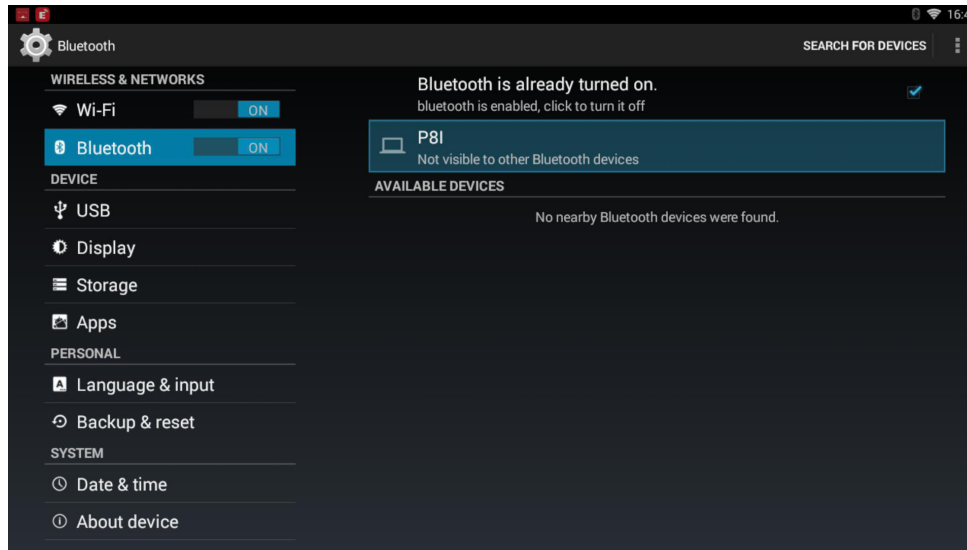 E
16:4
Bluetooth
SEARCH FOR DEVICES
WIRELESS & NETWORKS
Wi-Fi
ON
Bluetooth
ON
DEVICE
USB
Display
Storage
Apps
PERSONAL
A
Language & input
Backup & reset
SYSTEM
Date & time
About device
Bluetooth is already turned on.
bluetooth is enabled, click to turn it off
P8I
Not visible to other Bluetooth devices
AVAILABLE DEVICES
No nearby Bluetooth devices were found.